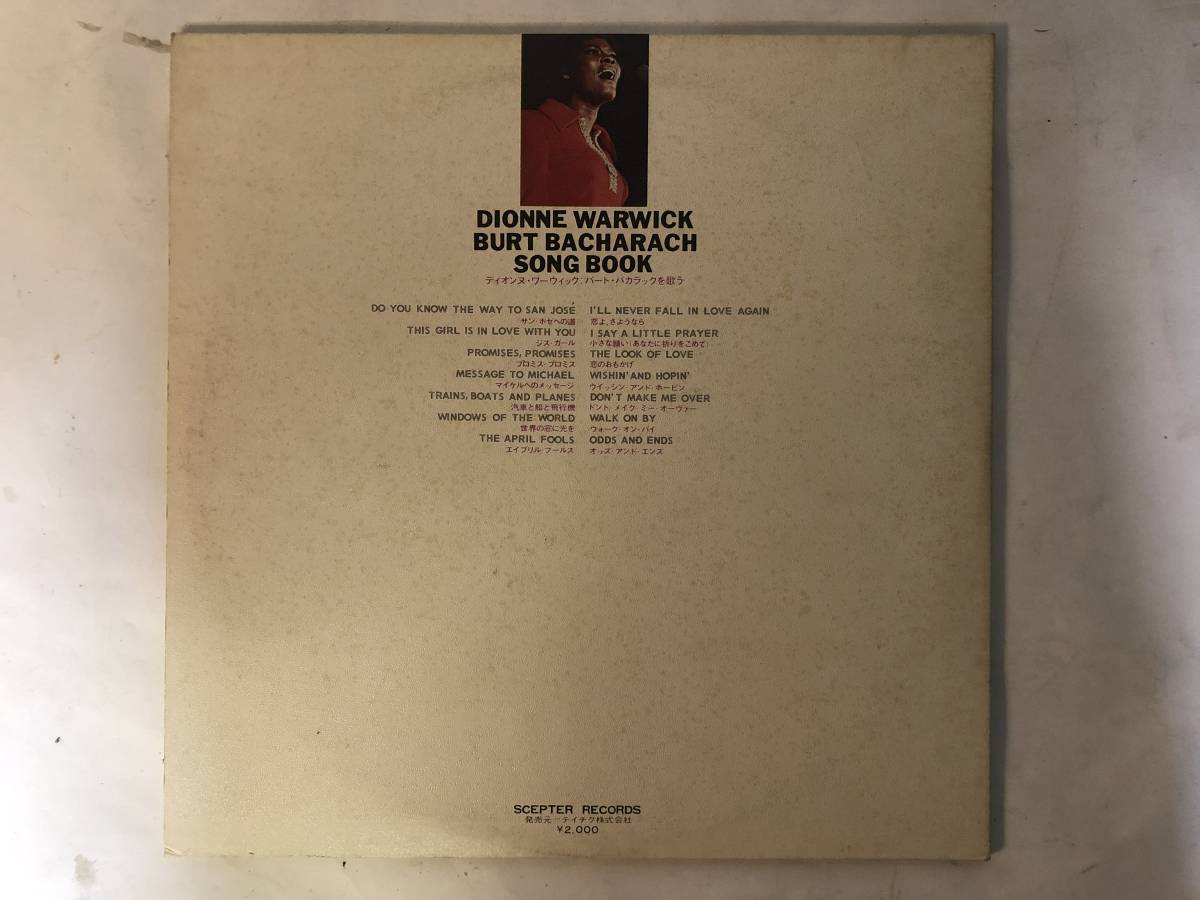 DIONNE WARWICK
BURT BACHARACH
SONG BOOK
ディオンヌ・ワーウィック:バート・バカラックを歌う
DO YOU KNOW THE WAY TO SAN JOSÉ
サン・ホセへの道
THIS GIRL IS IN LOVE WITH YOU
ジス・ガール
PROMISES, PROMISES
プロミス・プロミス
MESSAGE TO MICHAEL
マイケルへのメッセージ
TRAINS, BOATS AND PLANES
汽車と船と飛行機
WINDOWS OF THE WORLD
世界の窓に光を
THE APRIL FOOLS
エイプリル・フールス
I'LL NEVER FALL IN LOVE AGAIN
恋よ、さようなら
I SAY A LITTLE PRAYER
小さな願い(あなたに祈りをこめて)
THE LOOK OF LOVE
恋のおもかげ
WISHIN' AND HOPIN'
ウイッシン・アンド・ホーピン
DON'T MAKE ME OVER
ドント・メイク・ミー・オーヴァー
WALK ON BY
ウォーク・オン・バイ
ODDS AND ENDS
オッズ・アンド・エンズ
SCEPTER RECORDS
発売元=テイチク株式会社
¥2,000